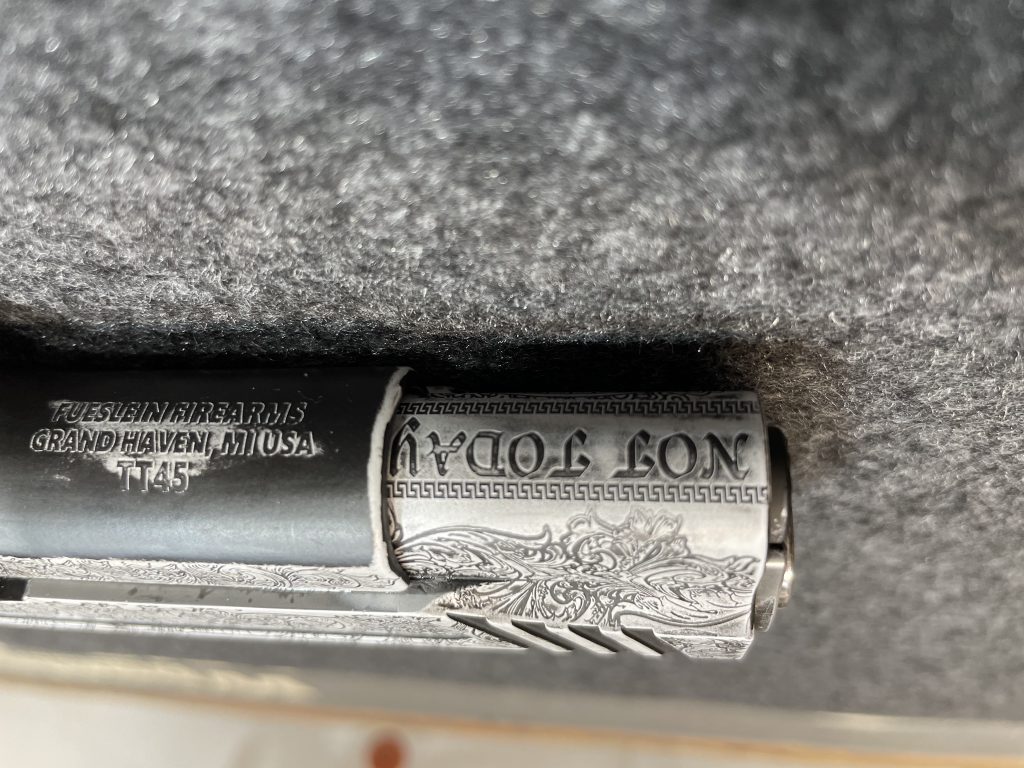 FUESLEIN FIREARMS
GRAND HAVEN, MI USA
TT45
NOT TODAY